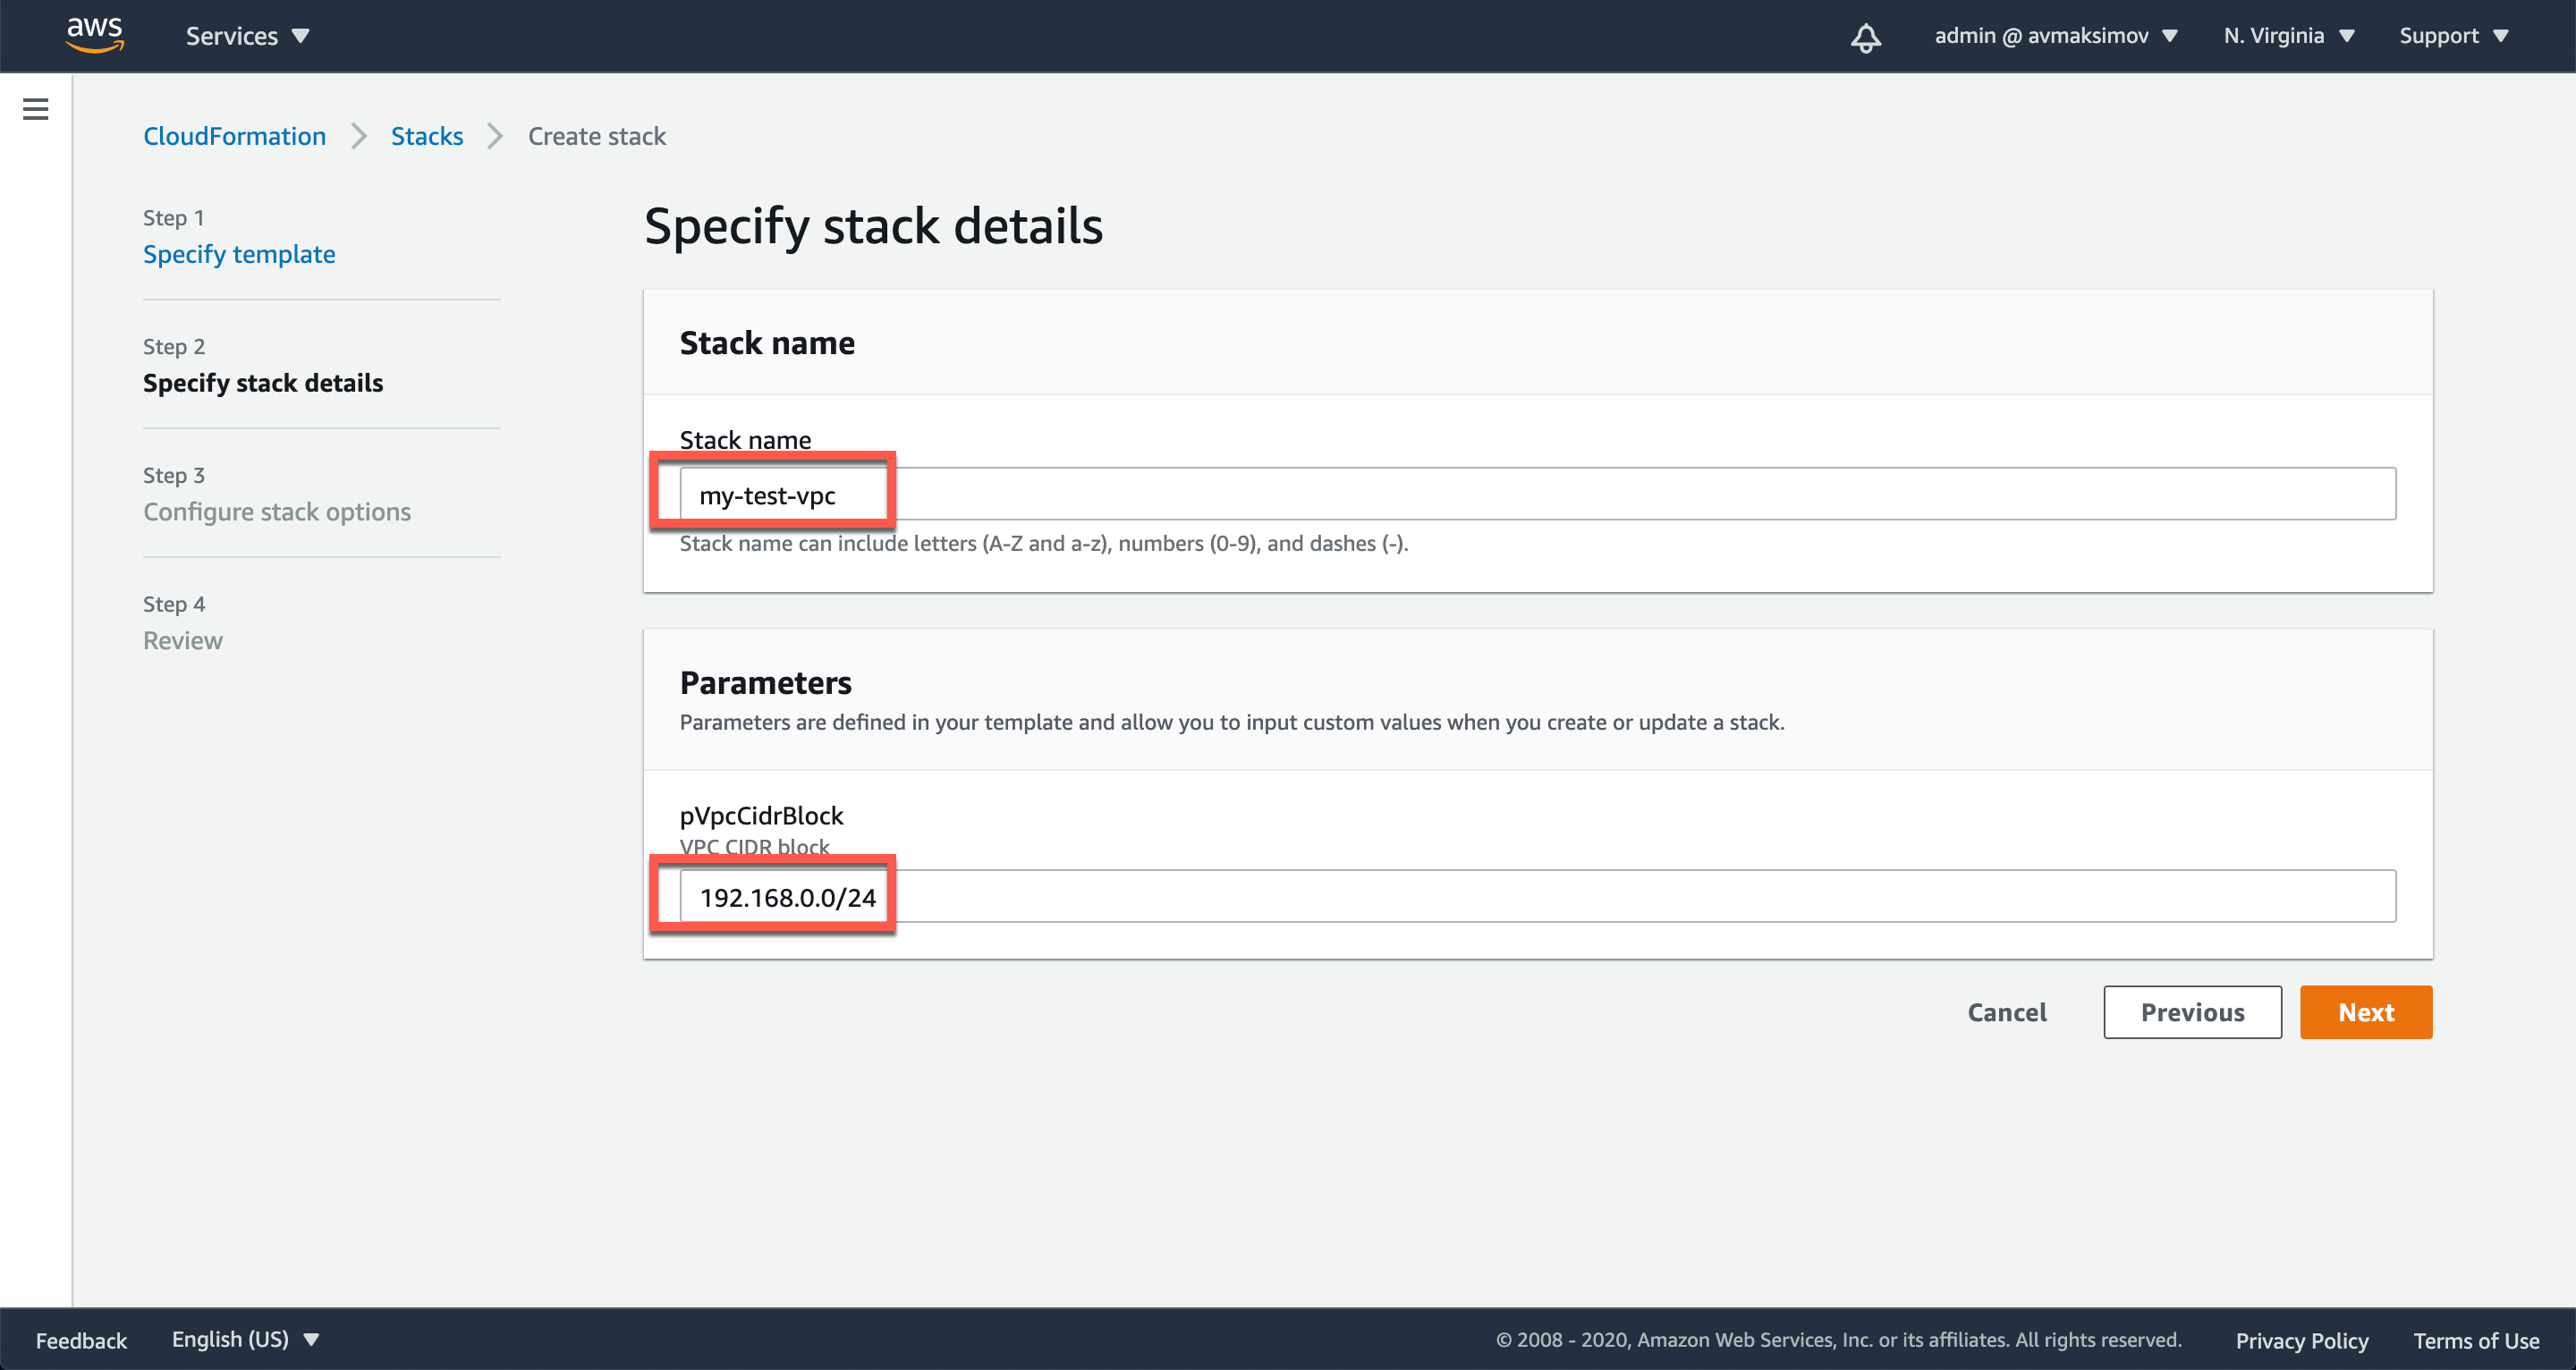 aws
Services
admin @ avmaksimov
N. Virginia
Support
CloudFormation
Stacks
Create stack
Step 1
Specify template
Step 2
Specify stack details
Step 3
Configure stack options
Step 4
Review
Specify stack details
Stack name
Stack name
my-test-vpc
Stack name can include letters (A-Z and a-z), numbers (0-9), and dashes (-).
Parameters
Parameters are defined in your template and allow you to input custom values when you create or update a stack.
pVpcCidrBlock
VPC CIDR block
192.168.0.0/24
Cancel
Previous
Next
Feedback
English (US)
© 2008 - 2020, Amazon Web Services, Inc. or its affiliates. All rights reserved.
Privacy Policy
Terms of Use